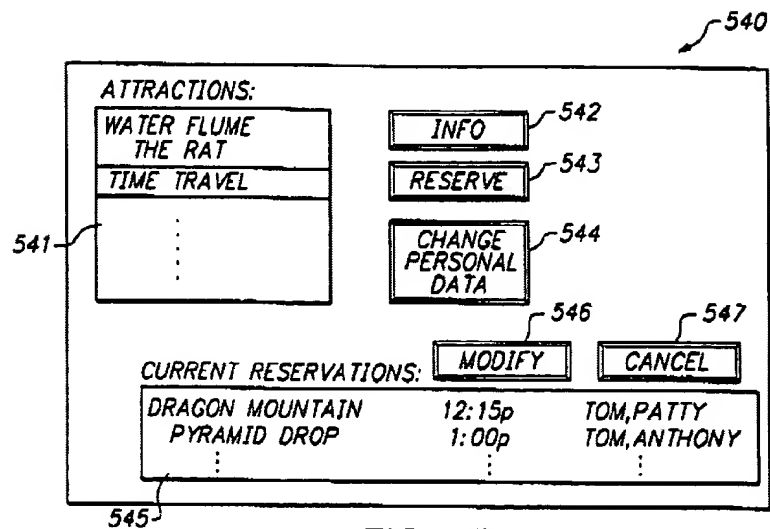 540
ATTRACTIONS:
WATER FLUME
THE RAT
TIME TRAVEL
541
INFO
542
RESERVE
543
CHANGE
PERSONAL
DATA
544
546
547
MODIFY
CANCEL
CURRENT RESERVATIONS:
DRAGON MOUNTAIN 12:15p TOM,PATTY
PYRAMID DROP 1:00p TOM,ANTHONY
545